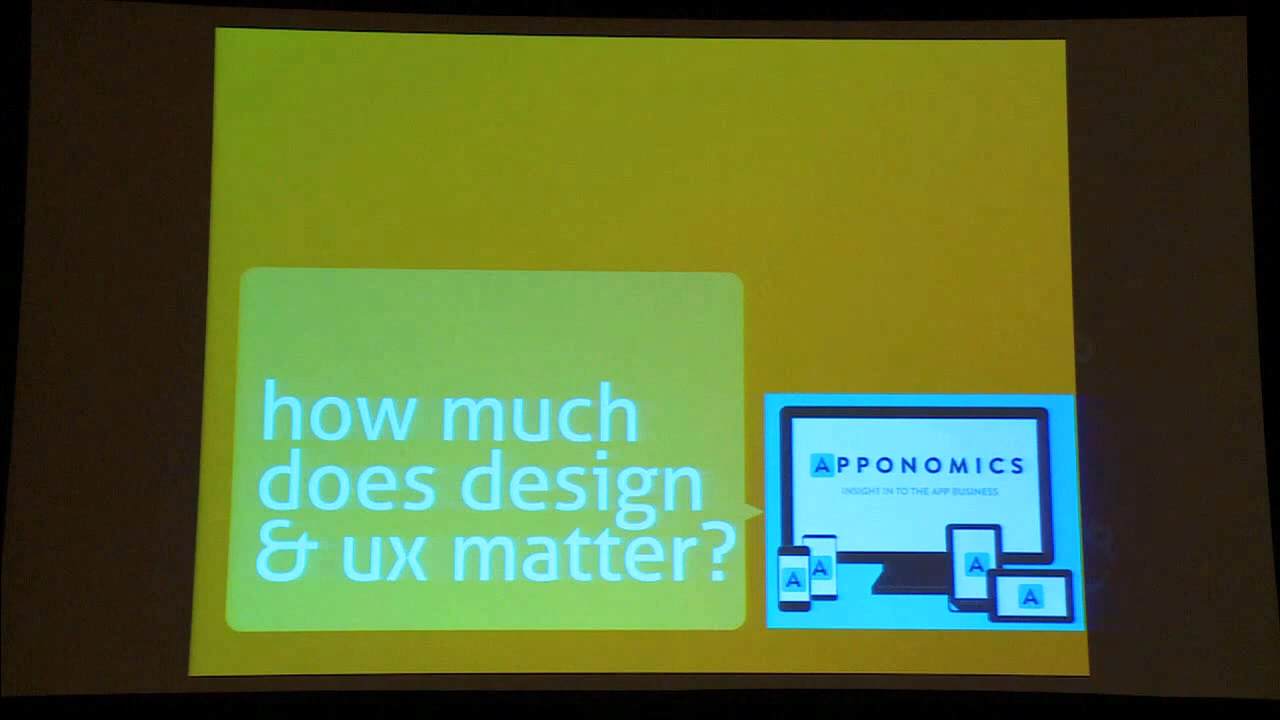 how much
does design
& ux matter?
APPONOMICS
INSIGHT IN TO THE APP BUSINESS
A
A
A
A